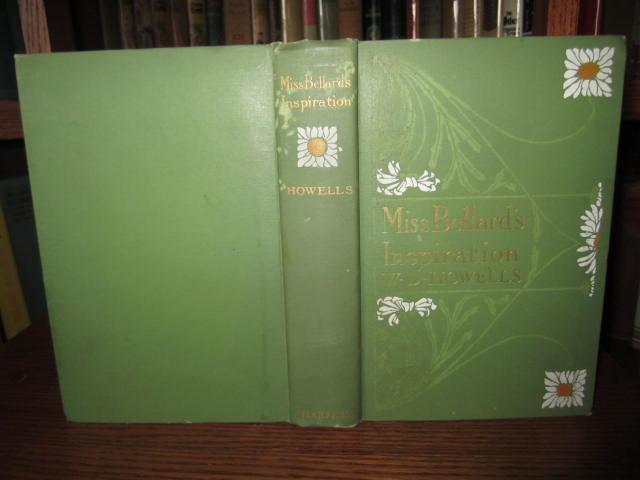 Miss Bellard's
Inspiration
HOWELLS
HARPERS
Miss Bellard's
Inspiration
W. D. HOWELLS